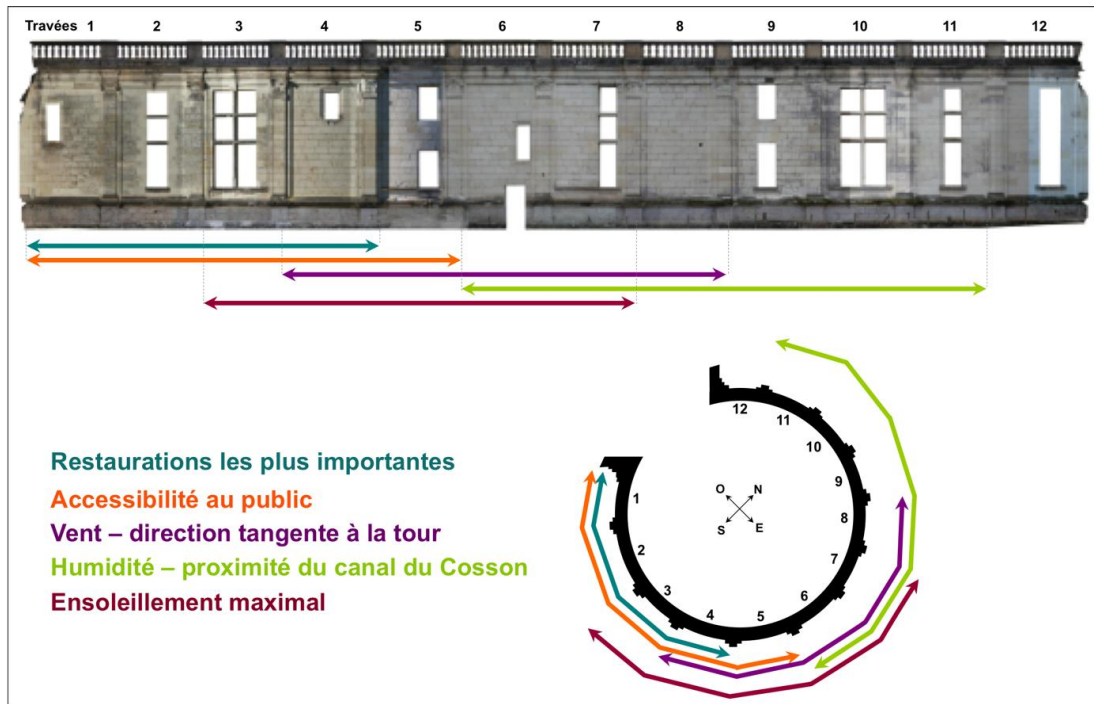 Travées 1 2 3 4 5 6 7 8 9 10 11 12
Restaurations les plus importantes
Accessibilité au public
Vent – direction tangente à la tour
Humidité – proximité du canal du Cosson
Ensoleillement maximal
12
11
10
9
8
7
6
5
4
3
2
1
O N
S E